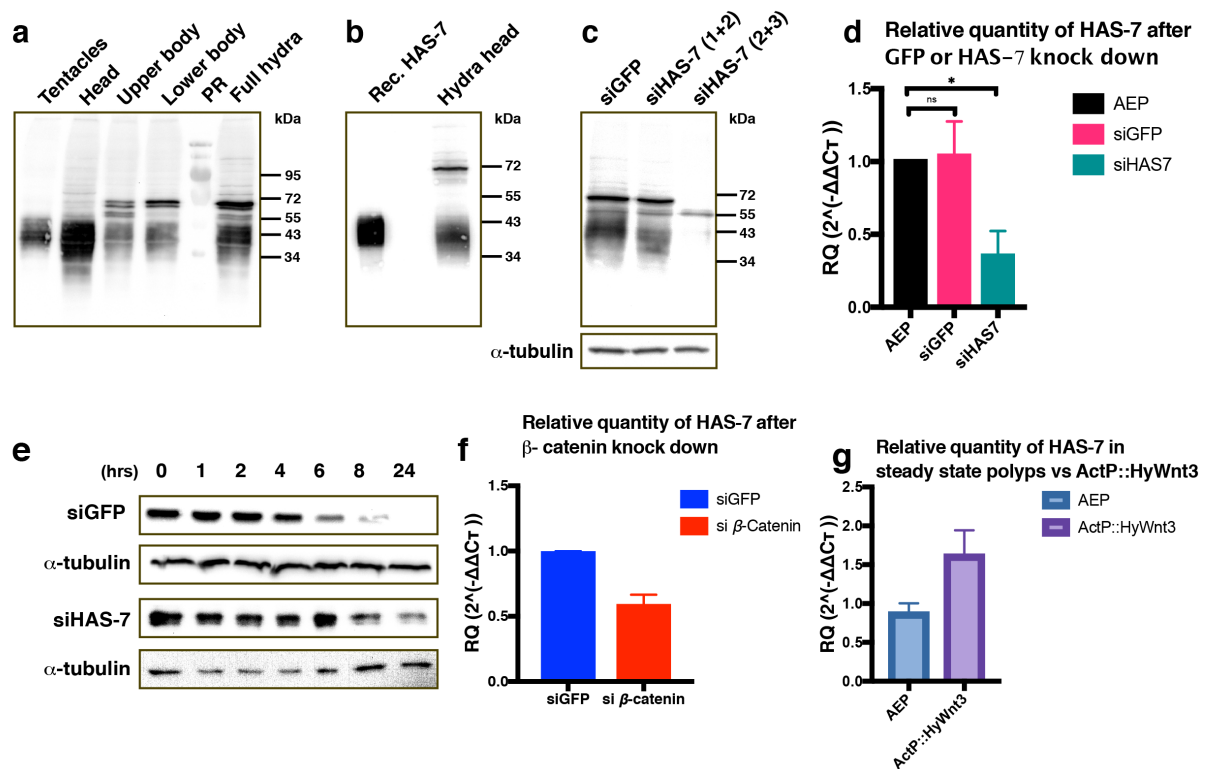 a
Tentacles
Head
Upper body
Lower body
PR
Full hydra
kDa
95
72
55
43
34
b
Rec. HAS-7
Hydra head
kDa
72
55
43
34
c
siGFP
siHAS-7 (1+2)
siHAS-7 (2+3)
kDa
72
55
43
34
α-tubulin
d
Relative quantity of HAS-7 after
GFP or HAS-7 knock down
RQ (2^(-ΔΔCт ))
1.5
1.0
0.5
0.0
ns
*
AEP
siGFP
siHAS7
AEP
siGFP
siHAS7
e
(hrs) 0 1 2 4 6 8 24
siGFP
α-tubulin
siHAS-7
α-tubulin
f
Relative quantity of HAS-7 after
β- catenin knock down
RQ (2^(-ΔΔCт ))
1.5
1.0
0.5
0.0
siGFP
si β-Catenin
siGFP si β-catenin
g
Relative quantity of HAS-7 in
steady state polyps vs ActP::HyWnt3
RQ (2^(-ΔΔCт ))
2.5
2.0
1.5
1.0
0.5
0.0
AEP
ActP::HyWnt3
AEP
ActP::HyWnt3